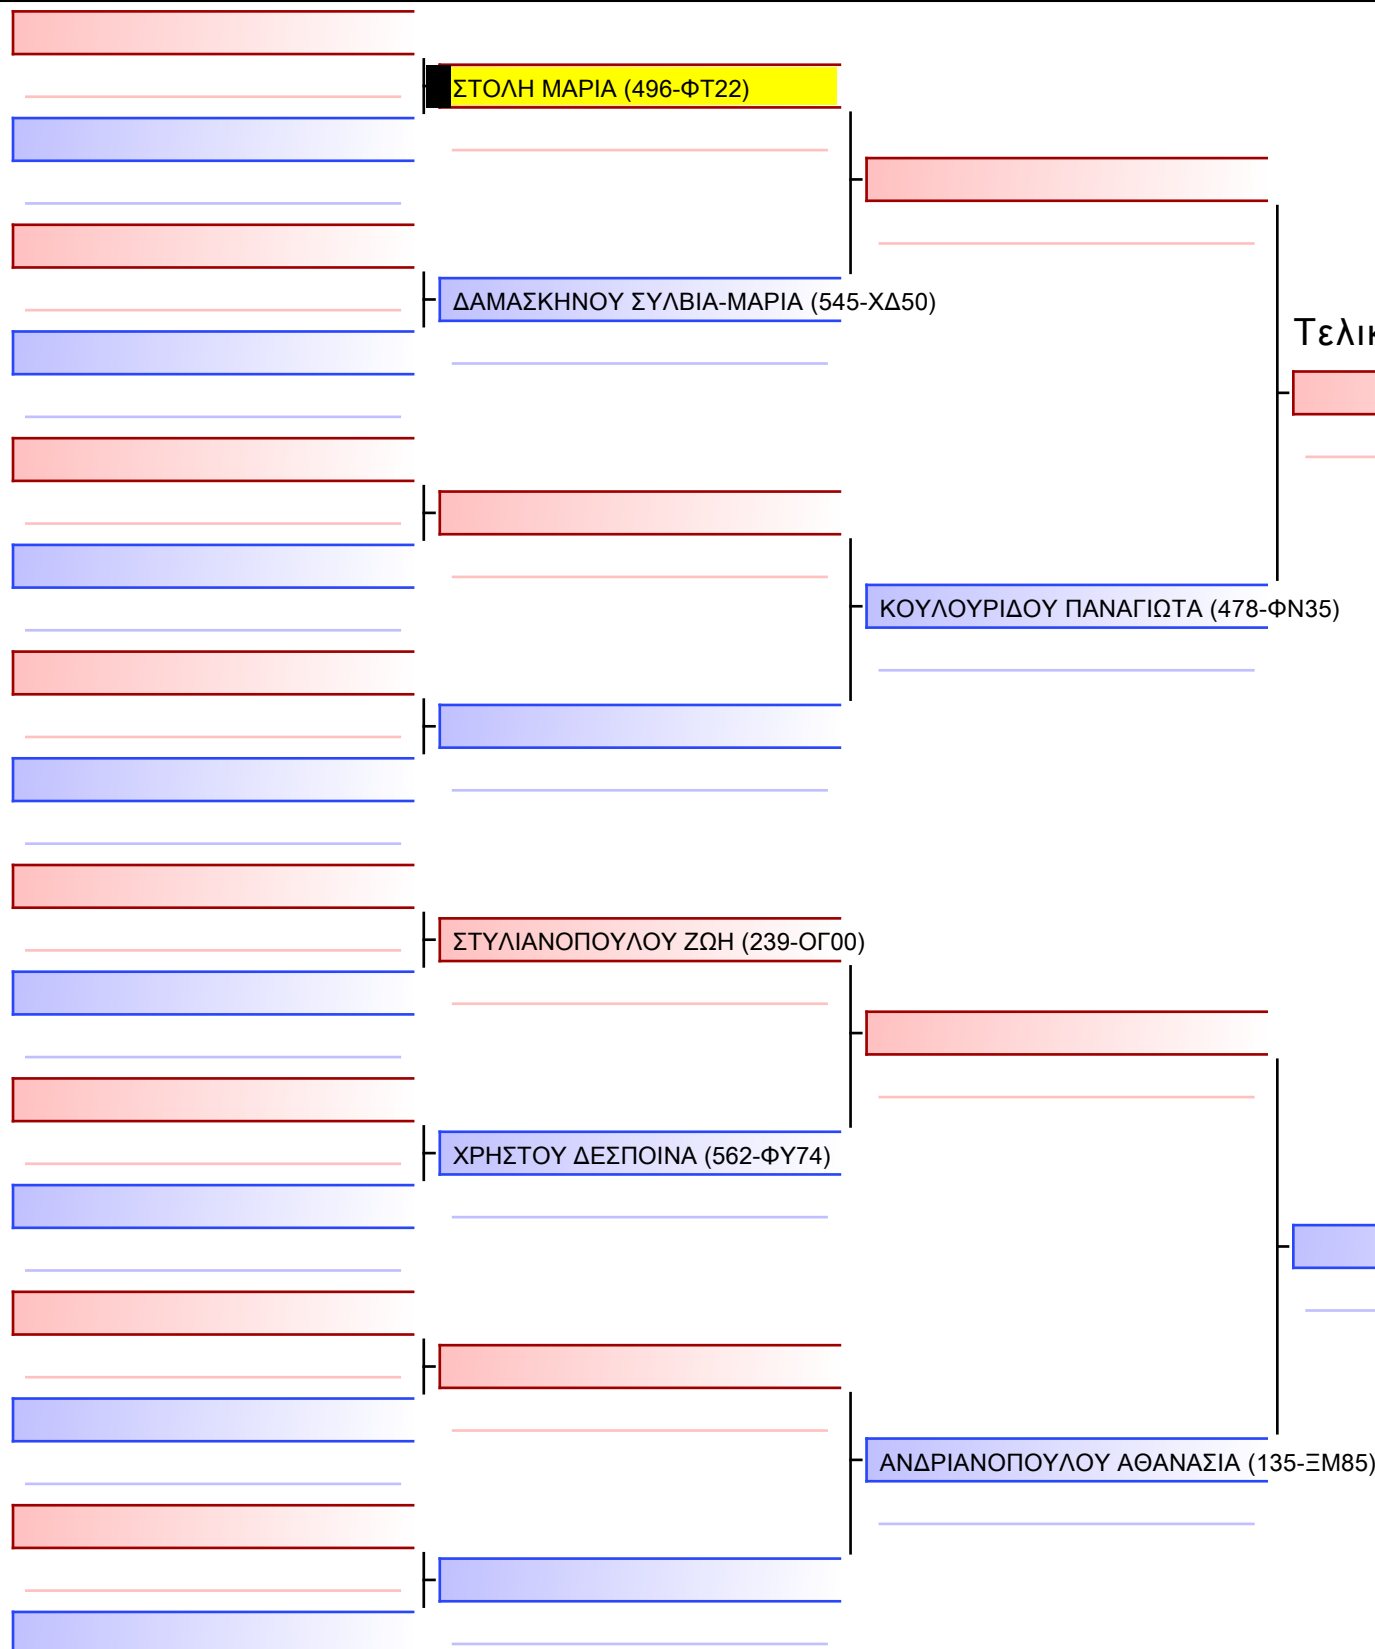 ΣΤΟΛΗ ΜΑΡΙΑ (496-ΦΤ22)
ΔΑΜΑΣΚΗΝΟΥ ΣΥΛΒΙΑ-ΜΑΡΙΑ (545-ΧΔ50)
Τελικ
ΚΟΥΛΟΥΡΙΔΟΥ ΠΑΝΑΓΙΩΤΑ (478-ΦΝ35)
ΣΤΥΛΙΑΝΟΠΟΥΛΟΥ ΖΩΗ (239-ΟΓ00)
ΧΡΗΣΤΟΥ ΔΕΣΠΟΙΝΑ (562-ΦΥ74)
ΑΝΔΡΙΑΝΟΠΟΥΛΟΥ ΑΘΑΝΑΣΙΑ (135-ΞΜ85)